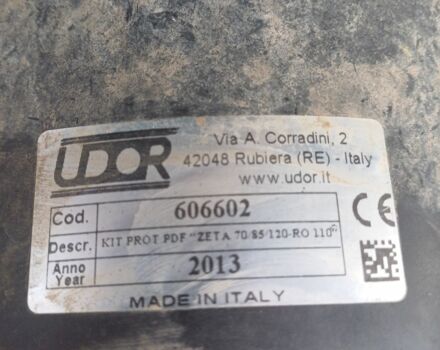 UDOR
Via A. Corradini, 2
42048 Rubiera (RE) - Italy
www.udor.it
Cod. 606602
Descr. KIT PROT PDF "ZETA 70/85/120-RO 110"
Anno Year 2013
CE
MADE IN ITALY